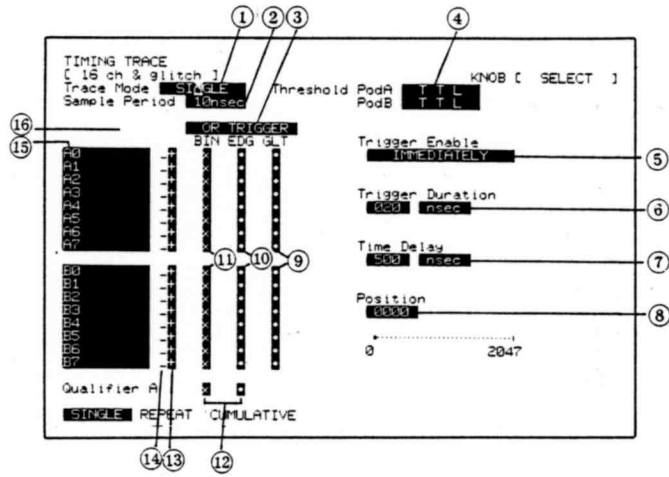 ① ② ③ ④
TIMING TRACE
[ 16 ch & glitch ] KNOB [ SELECT ]
Trace Mode SINGLE Threshold PodA T T L
Sample Period 10nsec PodB T T L
⑯ OR TRIGGER
BIN EDG GLT Trigger Enable
⑮ A0 _ + × • • IMMEDIATELY ⑤
A1 _ + × • •
A2 _ + × • • Trigger Duration
A3 _ + × • • 020 nsec ⑥
A4 _ + × • •
A5 _ + × • •
A6 _ + × • • Time Delay
A7 _ + × ⑪ • ⑩ • ⑨ 500 nsec ⑦
B0 _ + × • •
B1 _ + × • • Position
B2 _ + × • • 0000 ⑧
B3 _ + × • •
B4 _ + × • •
B5 _ + × • • 0 2047
B6 _ + × • •
B7 _ + × • •
Qualifier A × •
SINGLE REPEAT CUMULATIVE
⑭ ⑬ ⑫